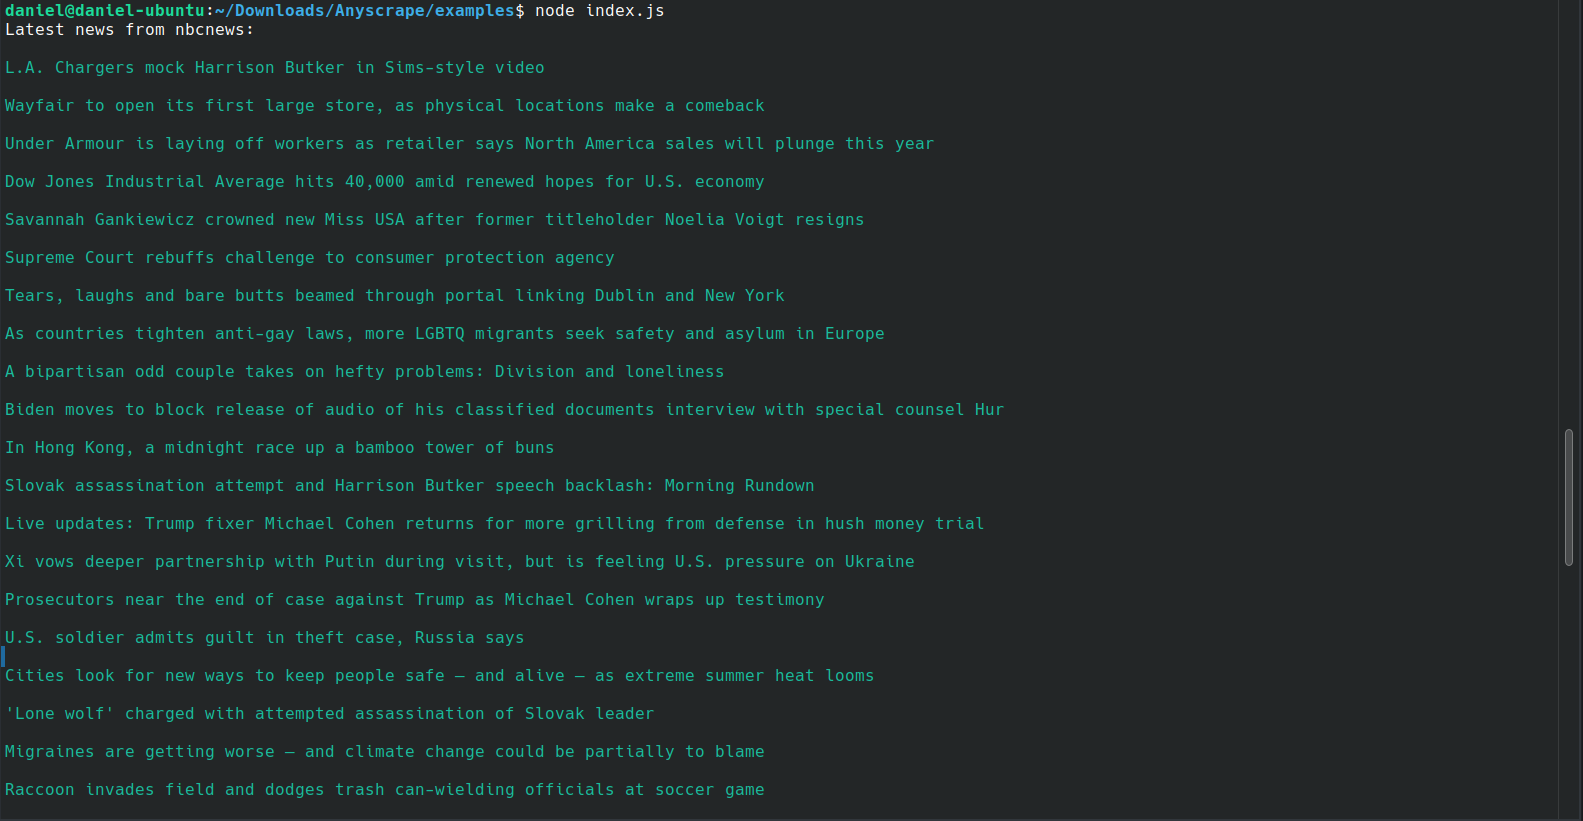 daniel@daniel-ubuntu:~/Downloads/Anyscrape/examples$ node index.js
Latest news from nbcnews:
L.A. Chargers mock Harrison Butker in Sims-style video
Wayfair to open its first large store, as physical locations make a comeback
Under Armour is laying off workers as retailer says North America sales will plunge this year
Dow Jones Industrial Average hits 40,000 amid renewed hopes for U.S. economy
Savannah Gankiewicz crowned new Miss USA after former titleholder Noelia Voigt resigns
Supreme Court rebuffs challenge to consumer protection agency
Tears, laughs and bare butts beamed through portal linking Dublin and New York
As countries tighten anti-gay laws, more LGBTQ migrants seek safety and asylum in Europe
A bipartisan odd couple takes on hefty problems: Division and loneliness
Biden moves to block release of audio of his classified documents interview with special counsel Hur
In Hong Kong, a midnight race up a bamboo tower of buns
Slovak assassination attempt and Harrison Butker speech backlash: Morning Rundown
Live updates: Trump fixer Michael Cohen returns for more grilling from defense in hush money trial
Xi vows deeper partnership with Putin during visit, but is feeling U.S. pressure on Ukraine
Prosecutors near the end of case against Trump as Michael Cohen wraps up testimony
U.S. soldier admits guilt in theft case, Russia says
Cities look for new ways to keep people safe — and alive — as extreme summer heat looms
'Lone wolf' charged with attempted assassination of Slovak leader
Migraines are getting worse — and climate change could be partially to blame
Raccoon invades field and dodges trash can-wielding officials at soccer game